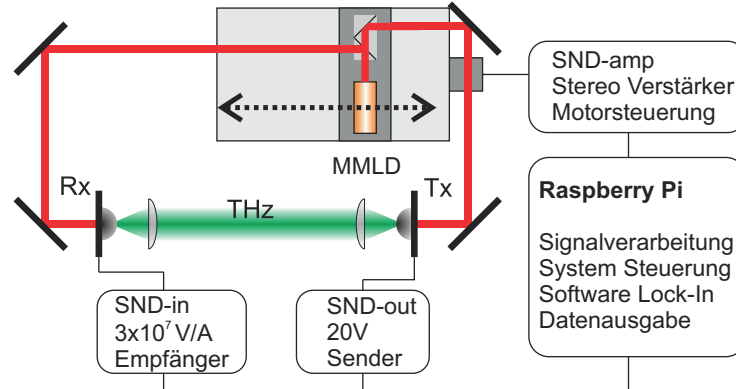 SND-amp
Stereo Verstärker
Motorsteuerung
MMLD
Rx
Tx
THz
Raspberry Pi
Signalverarbeitung
System Steuerung
Software Lock-In
Datenausgabe
SND-in
3x10⁷ V/A
Empfänger
SND-out
20V
Sender